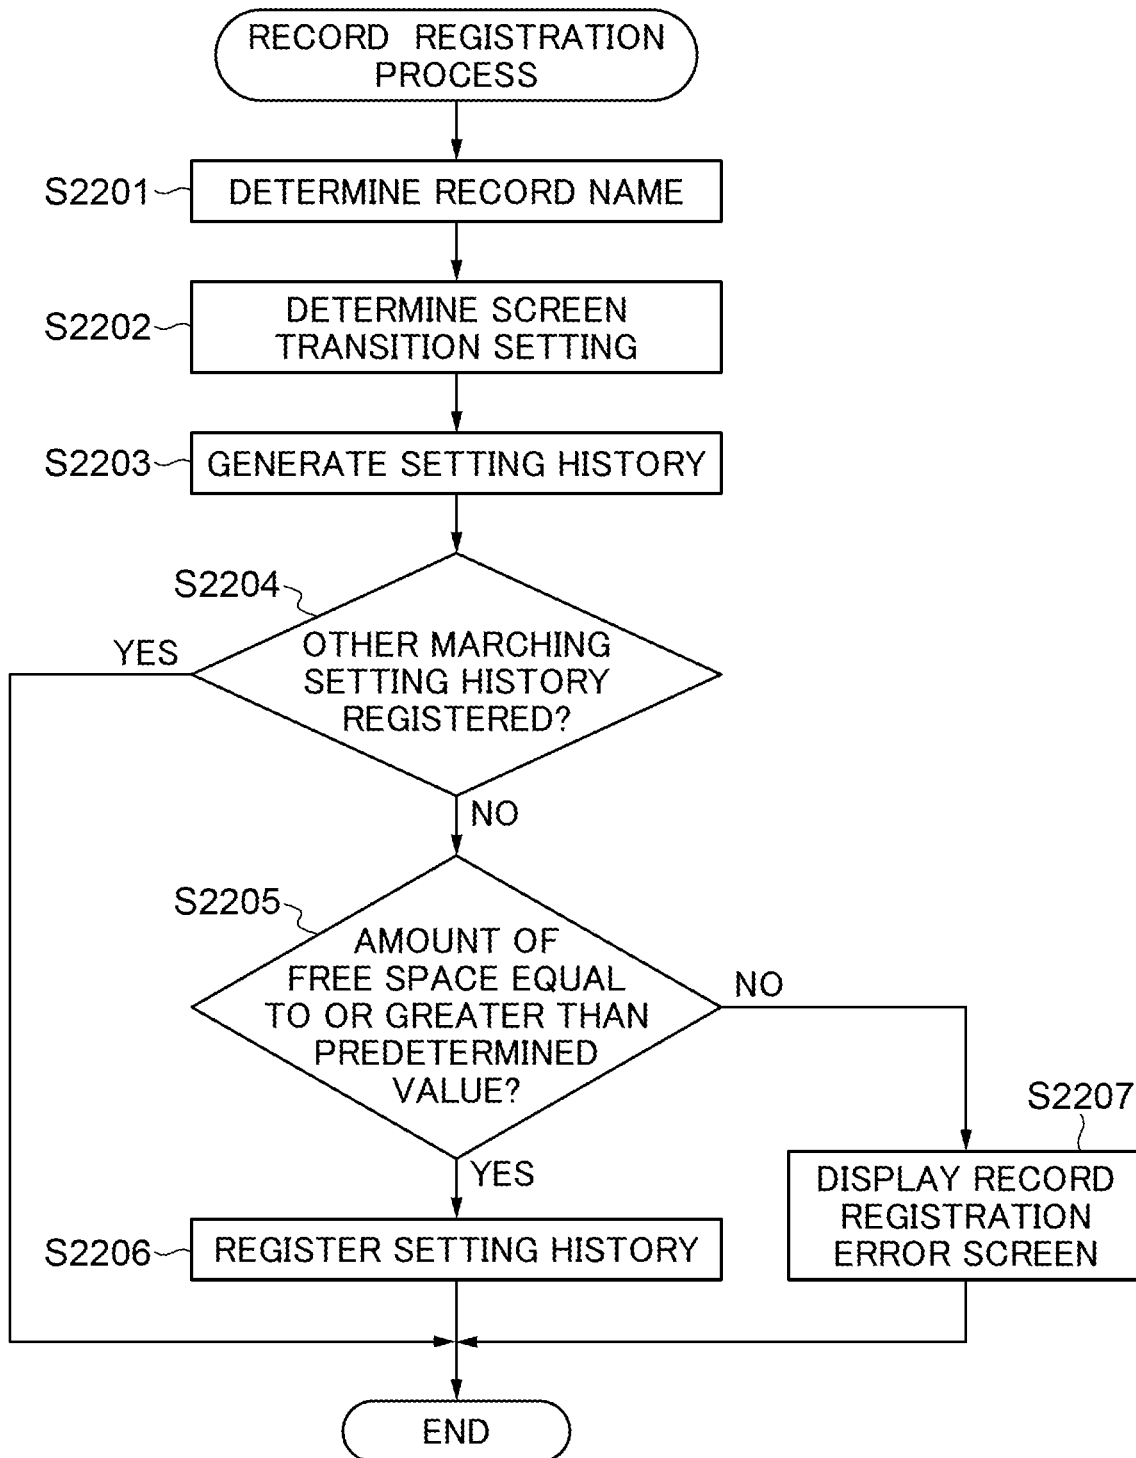 RECORD REGISTRATION
PROCESS
S2201
DETERMINE RECORD NAME
S2202
DETERMINE SCREEN
TRANSITION SETTING
S2203
GENERATE SETTING HISTORY
S2204
YES
OTHER MARCHING
SETTING HISTORY
REGISTERED?
NO
S2205
AMOUNT OF
FREE SPACE EQUAL
TO OR GREATER THAN
PREDETERMINED
VALUE?
NO
YES
S2207
DISPLAY RECORD
REGISTRATION
ERROR SCREEN
S2206
REGISTER SETTING HISTORY
END